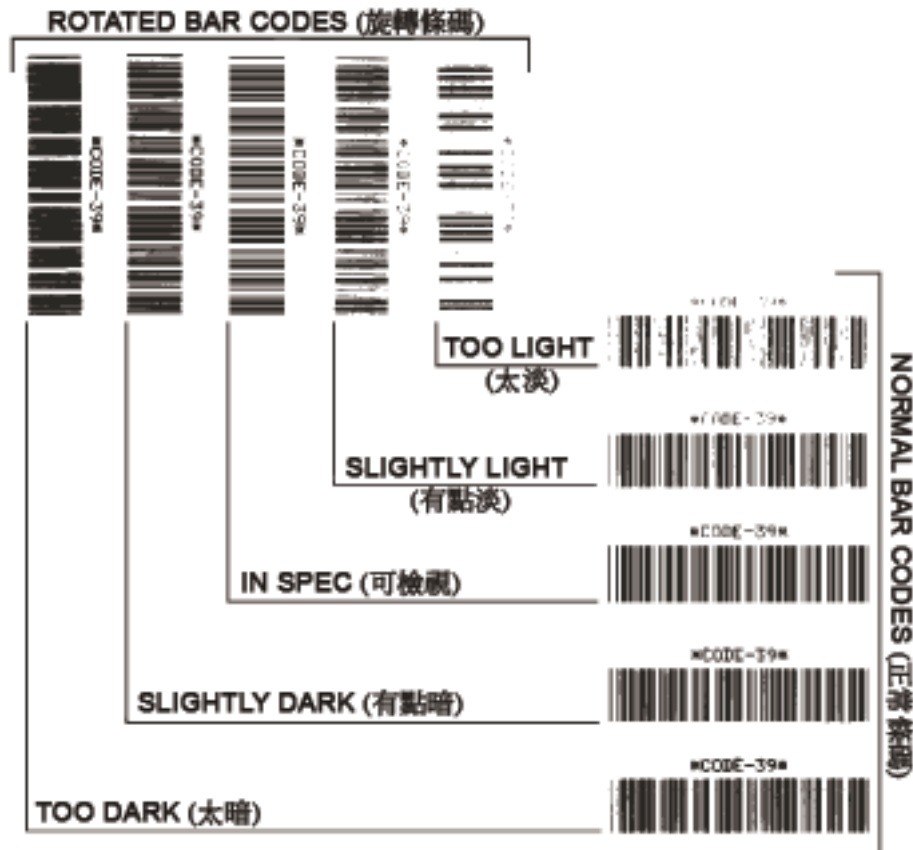 ROTATED BAR CODES (旋轉條碼)
*CODE-39*
*CODE-39*
*CODE-39*
*CODE-39*
TOO LIGHT
(太淡)
*CODE-39*
SLIGHTLY LIGHT
(有點淡)
*CODE-39*
IN SPEC (可檢視)
*CODE-39*
SLIGHTLY DARK (有點暗)
*CODE-39*
TOO DARK (太暗)
NORMAL BAR CODES (正常條碼)